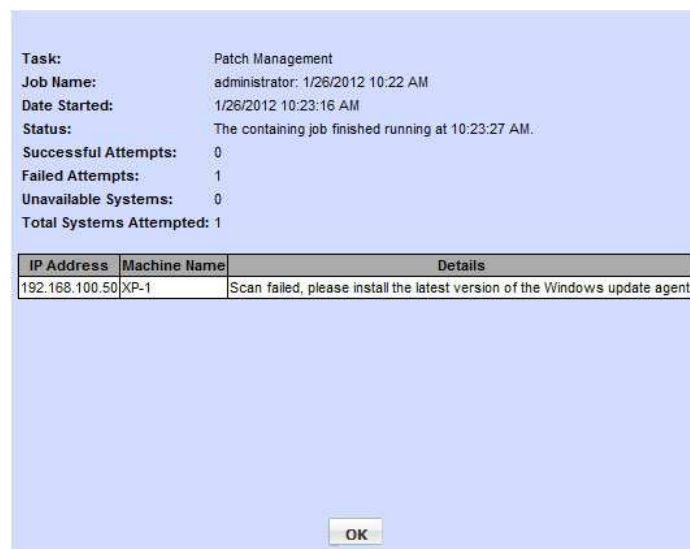 Task: Patch Management
Job Name: administrator: 1/26/2012 10:22 AM
Date Started: 1/26/2012 10:23:16 AM
Status: The containing job finished running at 10:23:27 AM.
Successful Attempts: 0
Failed Attempts: 1
Unavailable Systems: 0
Total Systems Attempted: 1
IP Address Machine Name Details
192.168.100.50 XP-1 Scan failed, please install the latest version of the Windows update agent
OK